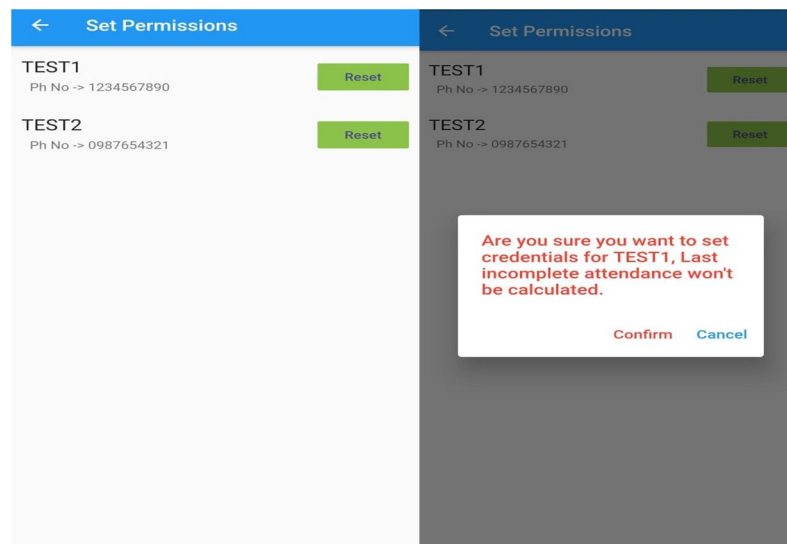 Set Permissions
TEST1
Ph No -> 1234567890
Reset
TEST2
Ph No -> 0987654321
Reset
Set Permissions
TEST1
Ph No -> 1234567890
Reset
TEST2
Ph No -> 0987654321
Reset
Are you sure you want to set
credentials for TEST1, Last
incomplete attendance won't
be calculated.
Confirm Cancel